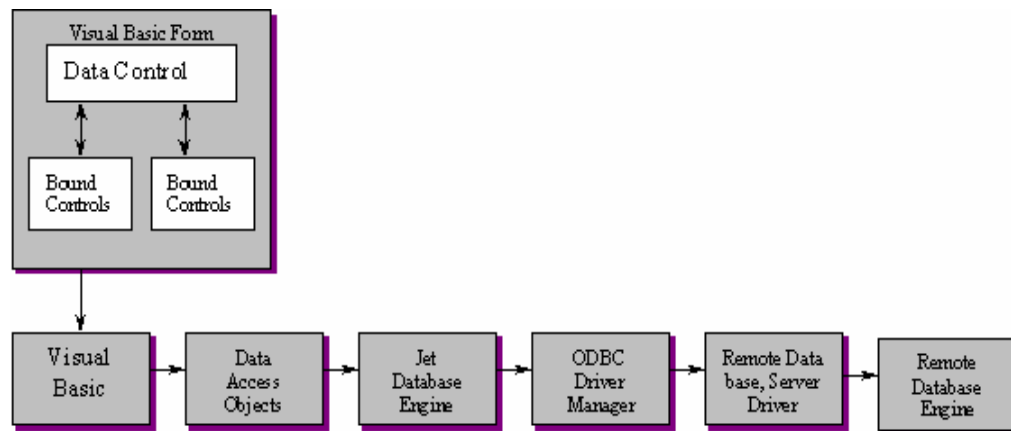 Visual Basic Form
Data Control
Bound
Controls
Bound
Controls
Visual
Basic
Data
Access
Objects
Jet
Database
Engine
ODBC
Driver
Manager
Remote Data
base, Server
Driver
Remote
Database
Engine